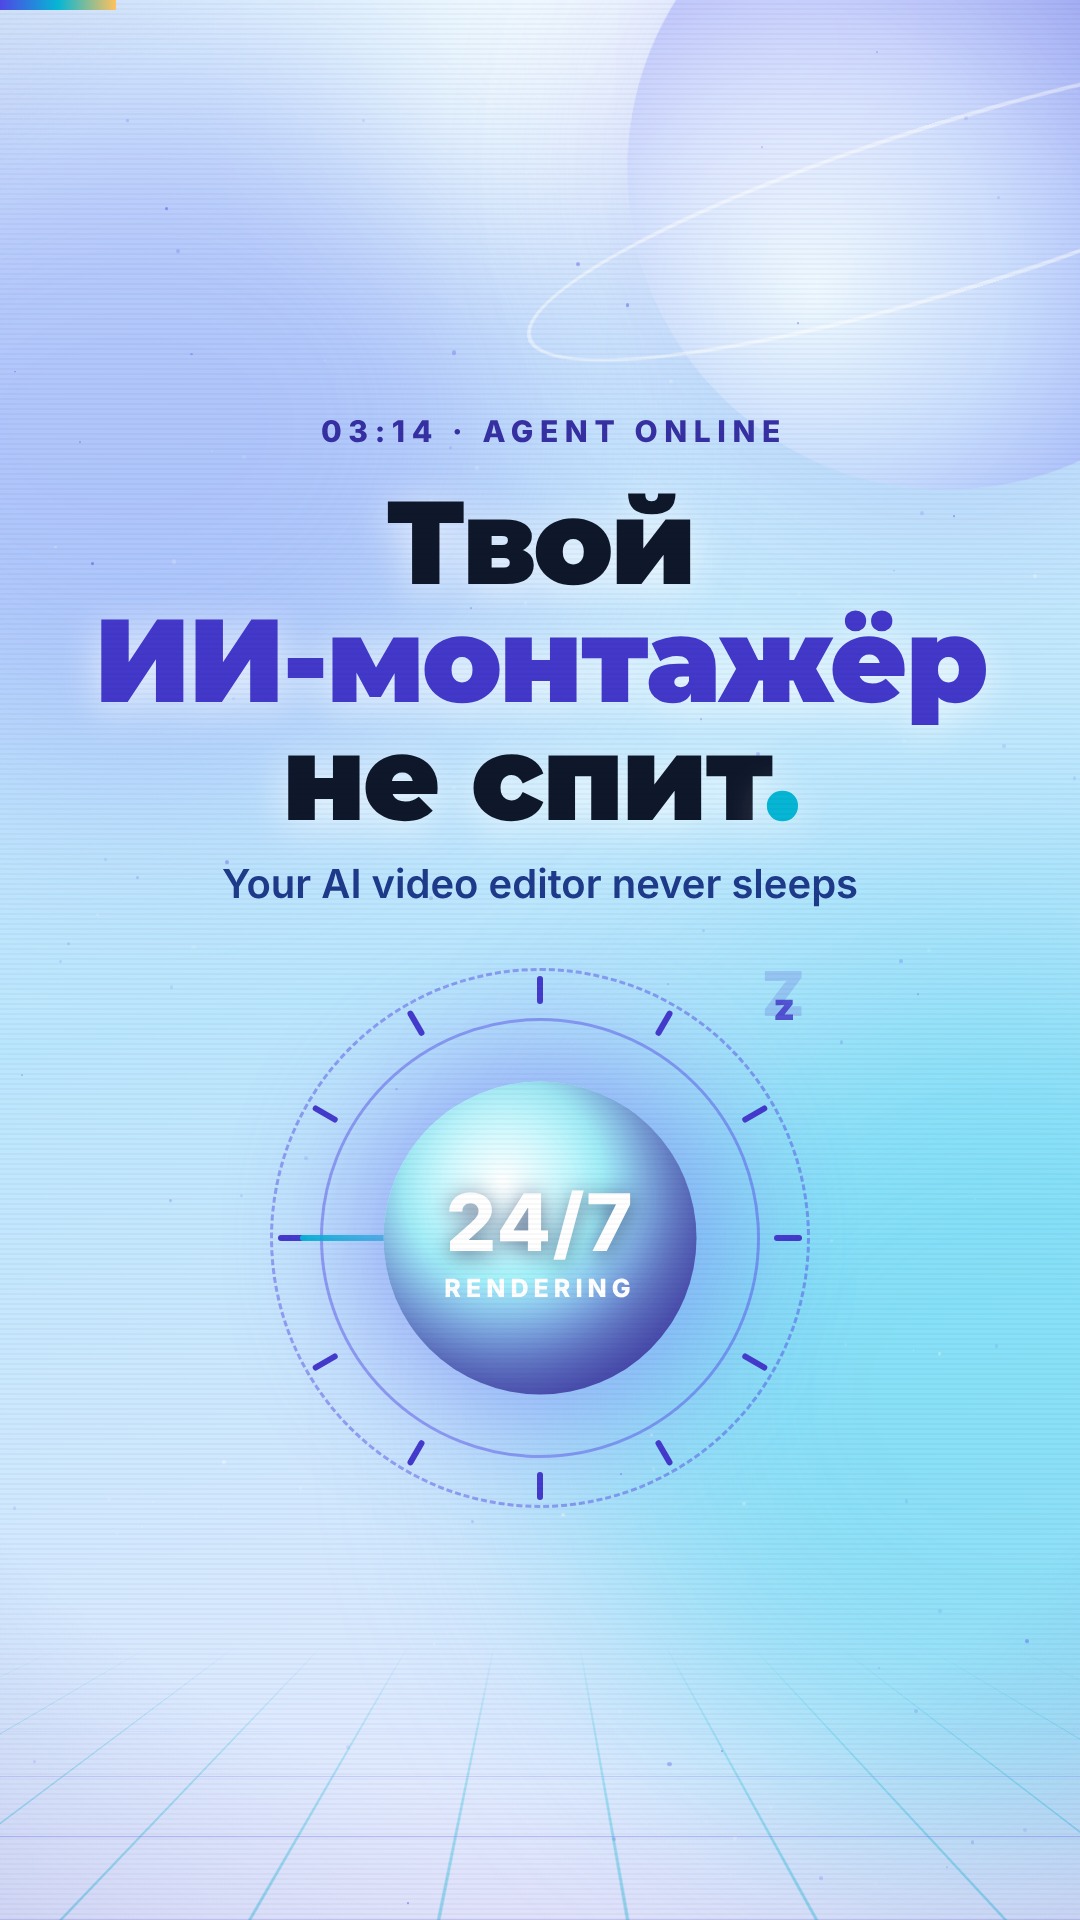 03:14 · AGENT ONLINE
Твой
ИИ-монтажёр
не спит.
Your AI video editor never sleeps
Z
z
24/7
RENDERING